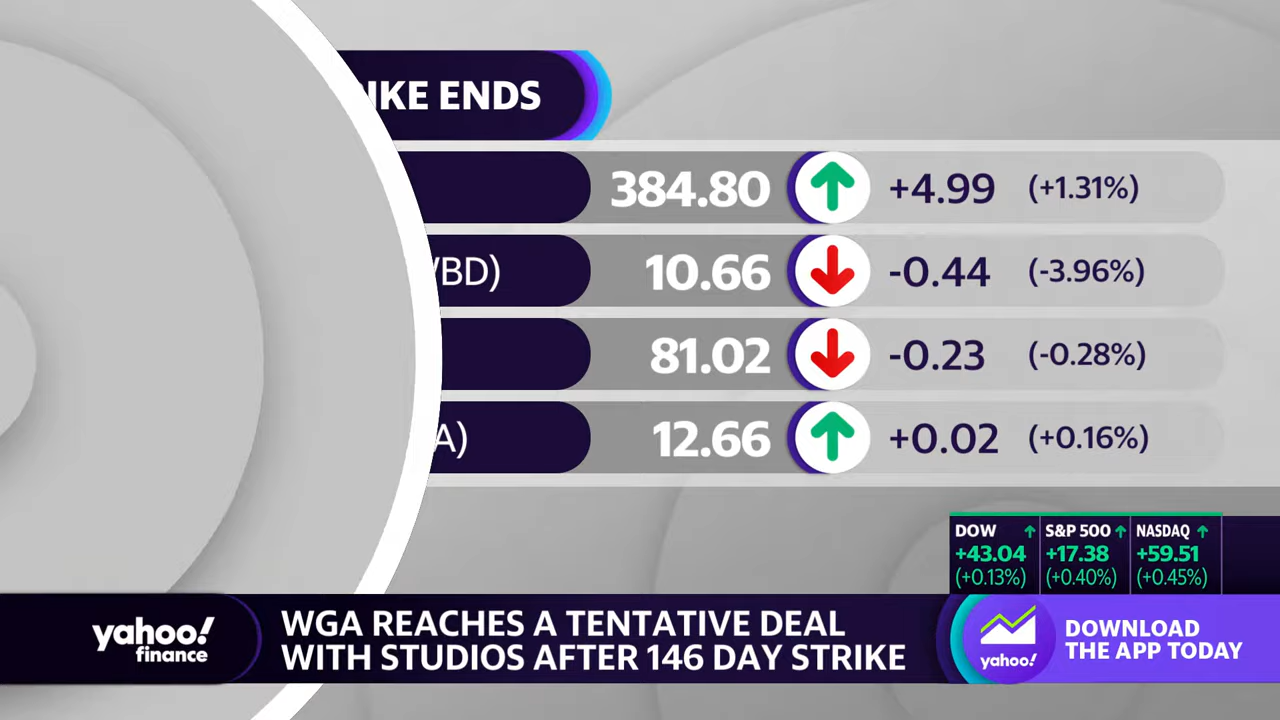 IKE ENDS
384.80 +4.99 (+1.31%)
BD) 10.66 -0.44 (-3.96%)
81.02 -0.23 (-0.28%)
A) 12.66 +0.02 (+0.16%)
DOW S&P 500 NASDAQ
+43.04 +17.38 +59.51
(+0.13%) (+0.40%) (+0.45%)
yahoo!
finance
WGA REACHES A TENTATIVE DEAL
WITH STUDIOS AFTER 146 DAY STRIKE
yahoo!
DOWNLOAD
THE APP TODAY